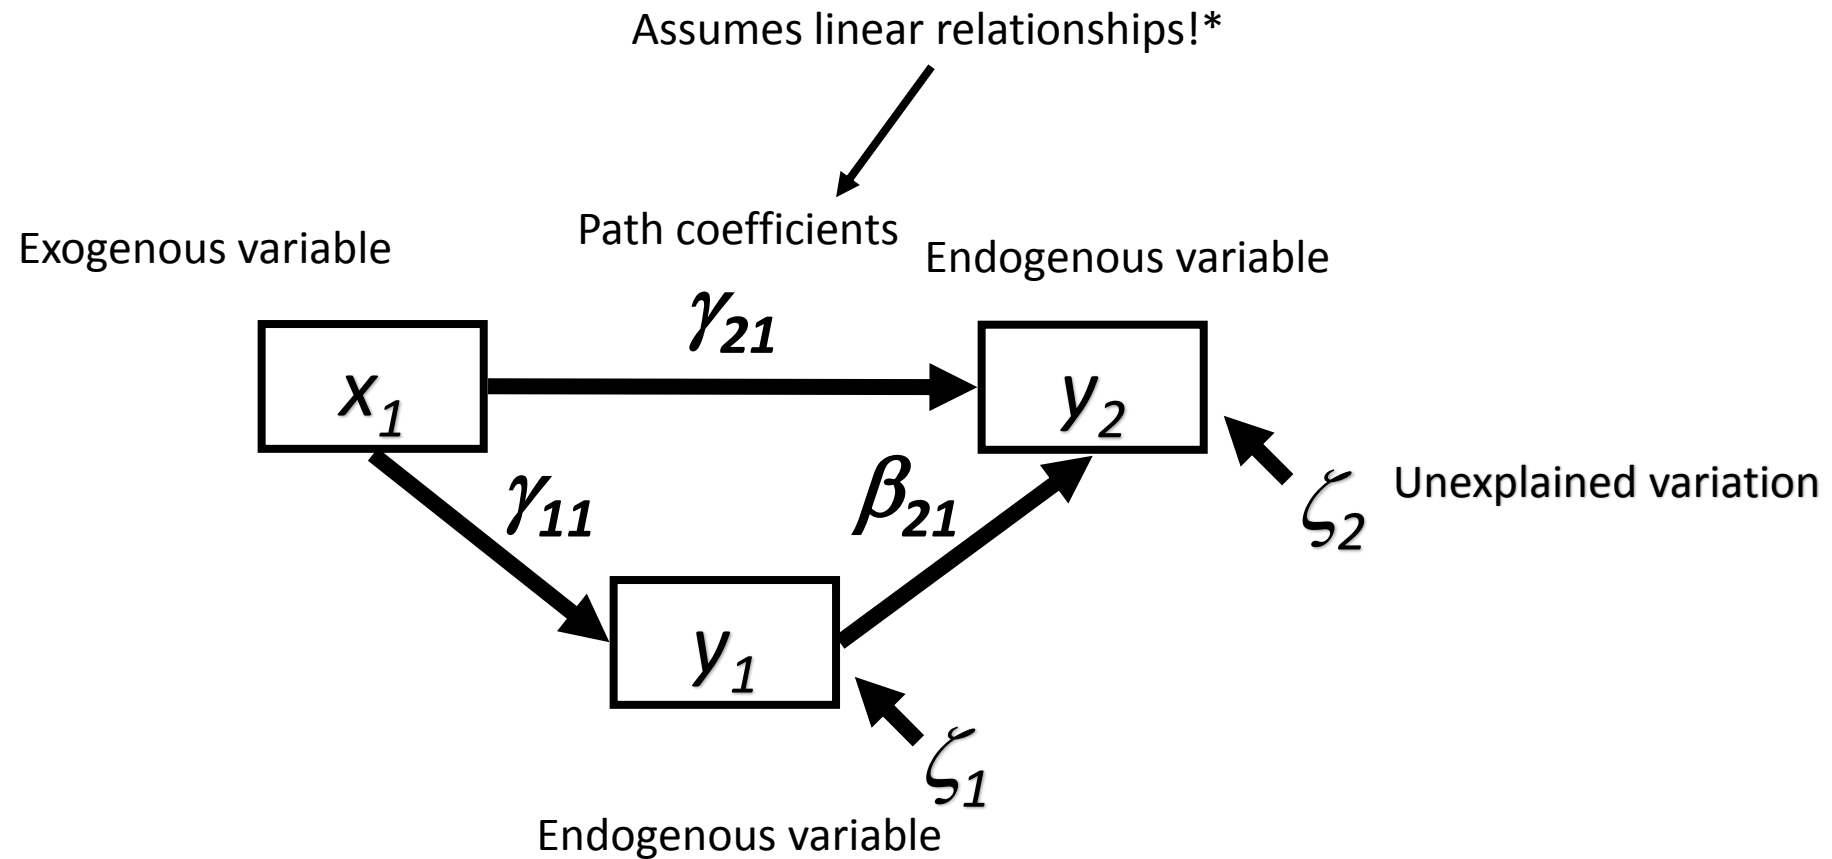 Assumes linear relationships!*
Path coefficients
Exogenous variable
Endogenous variable
γ21
x1
y2
γ11
β21
ζ2
Unexplained variation
y1
ζ1
Endogenous variable